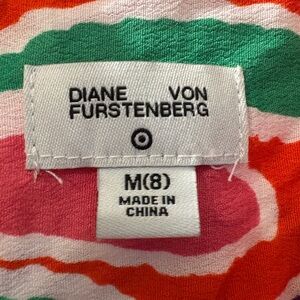 DIANE VON
FURSTENBERG
M(8)
MADE IN
CHINA